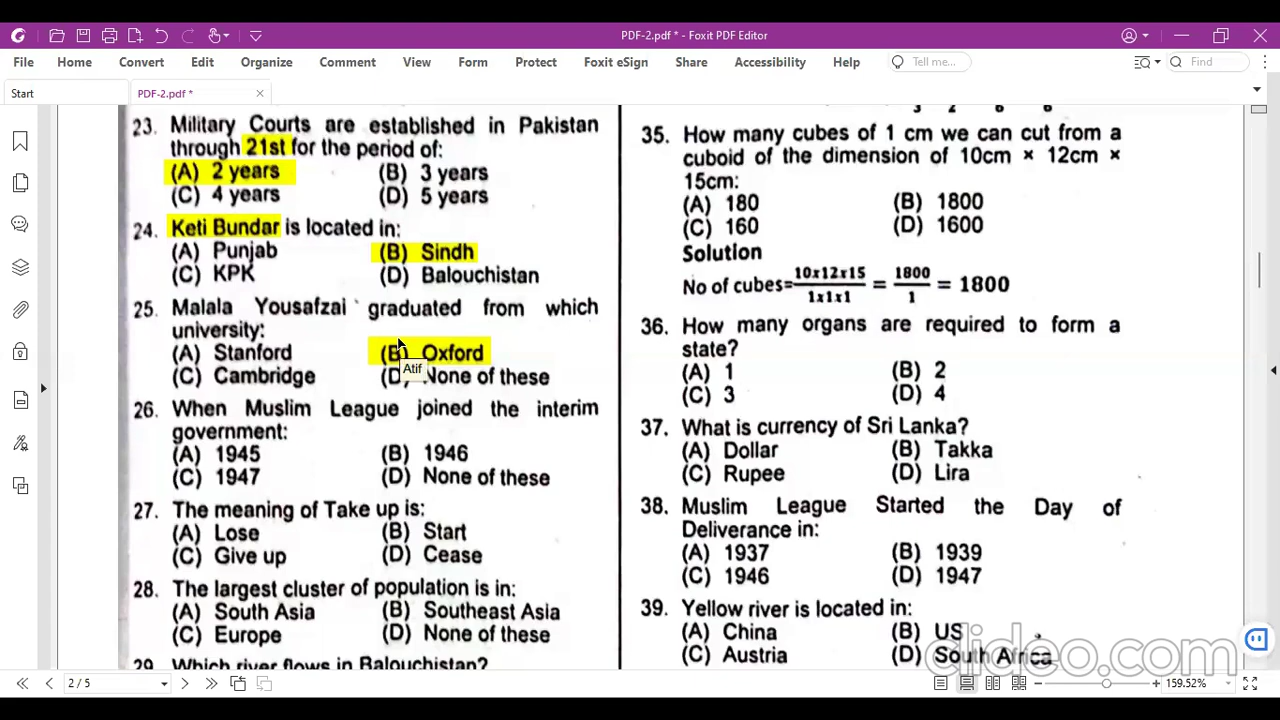 PDF-2.pdf * - Foxit PDF Editor
File Home Convert Edit Organize Comment View Form Protect Foxit eSign Share Accessibility Help Tell me... Find
Start PDF-2.pdf *
23. Military Courts are established in Pakistan
through 21st for the period of:
(A) 2 years (B) 3 years
(C) 4 years (D) 5 years
24. Keti Bundar is located in:
(A) Punjab (B) Sindh
(C) KPK (D) Balouchistan
25. Malala Yousafzai graduated from which
university:
(A) Stanford (B) Oxford
Atif
(C) Cambridge (D) None of these
26. When Muslim League joined the interim
government:
(A) 1945 (B) 1946
(C) 1947 (D) None of these
27. The meaning of Take up is:
(A) Lose (B) Start
(C) Give up (D) Cease
28. The largest cluster of population is in:
(A) South Asia (B) Southeast Asia
(C) Europe (D) None of these
29. Which river flows in Balouchistan?
35. How many cubes of 1 cm we can cut from a
cuboid of the dimension of 10cm × 12cm ×
15cm:
(A) 180 (B) 1800
(C) 160 (D) 1600
Solution
No of cubes= 10x12x15 / 1x1x1 = 1800 / 1 = 1800
36. How many organs are required to form a
state?
(A) 1 (B) 2
(C) 3 (D) 4
37. What is currency of Sri Lanka?
(A) Dollar (B) Takka
(C) Rupee (D) Lira
38. Muslim League Started the Day of
Deliverance in:
(A) 1937 (B) 1939
(C) 1946 (D) 1947
39. Yellow river is located in:
(A) China (B) US
(C) Austria (D) South Africa
clideo.com
2 / 5 159.52%